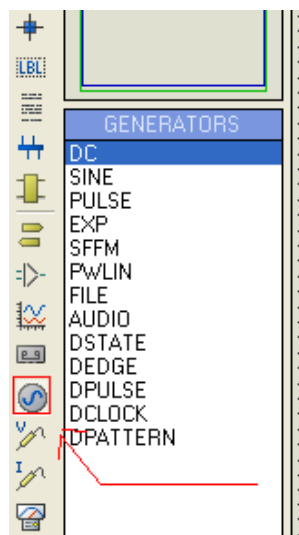 LBL
GENERATORS
DC
SINE
PULSE
EXP
SFFM
PWLIN
FILE
AUDIO
DSTATE
DEDGE
DPULSE
DCLOCK
V
DPATTERN
I